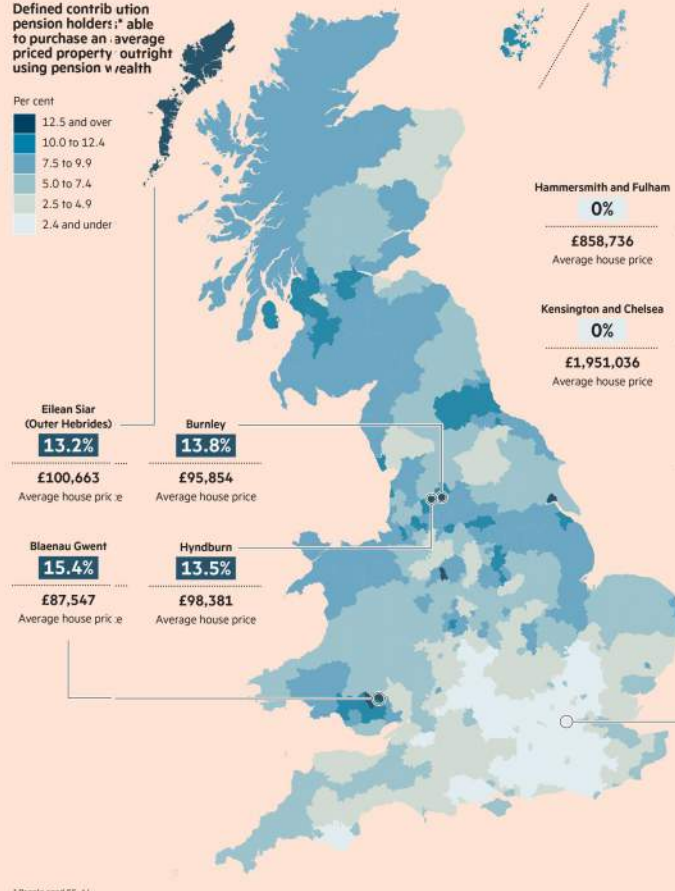 Defined contribution
pension holders:* able
to purchase an average
priced property outright
using pension wealth
Per cent
12.5 and over
10.0 to 12.4
7.5 to 9.9
5.0 to 7.4
2.5 to 4.9
2.4 and under
Hammersmith and Fulham
0%
£858,736
Average house price
Kensington and Chelsea
0%
£1,951,036
Average house price
Eilean Siar
(Outer Hebrides)
13.2%
£100,663
Average house price
Burnley
13.8%
£95,854
Average house price
Blaenau Gwent
15.4%
£87,547
Average house price
Hyndburn
13.5%
£98,381
Average house price